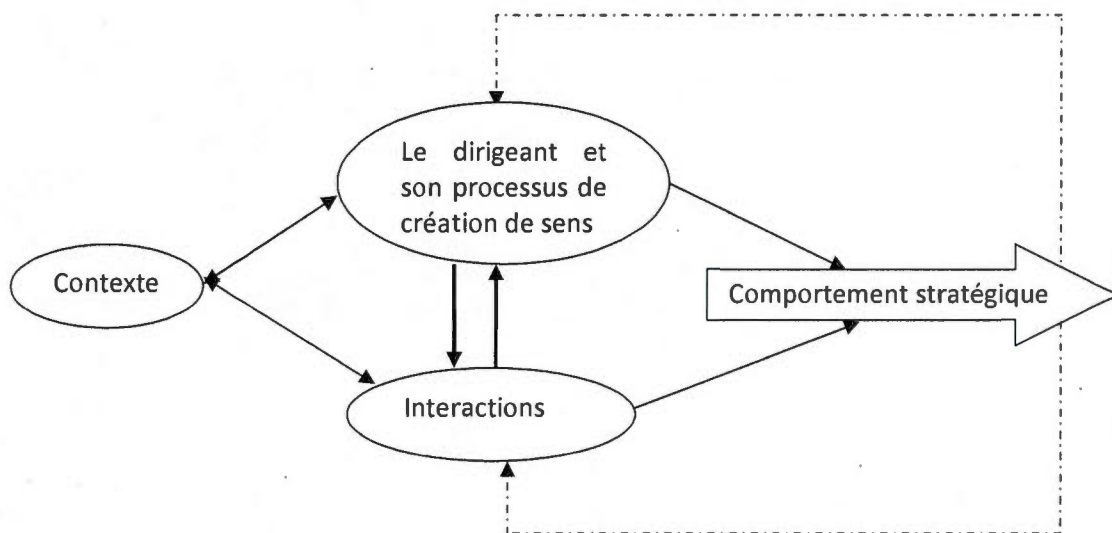 Le dirigeant et
son processus de
création de sens
Contexte
Comportement stratégique
Interactions